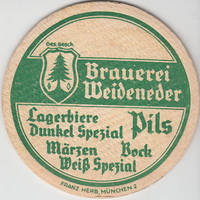 Ges. Gesch.
Brauerei
Weideneder
Lagerbiere
Dunkel Spezial Pils
Märzen Bock
Weiß Spezial
FRANZ HERB, MÜNCHEN 2